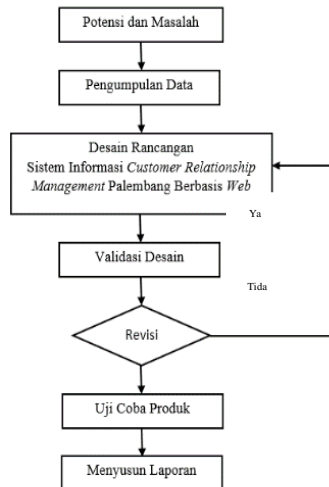 Potensi dan Masalah
Pengumpulan Data
Desain Rancangan
Sistem Informasi Customer Relationship
Management Palembang Berbasis Web
Ya
Validasi Desain
Tida
Revisi
Uji Coba Produk
Menyusun Laporan